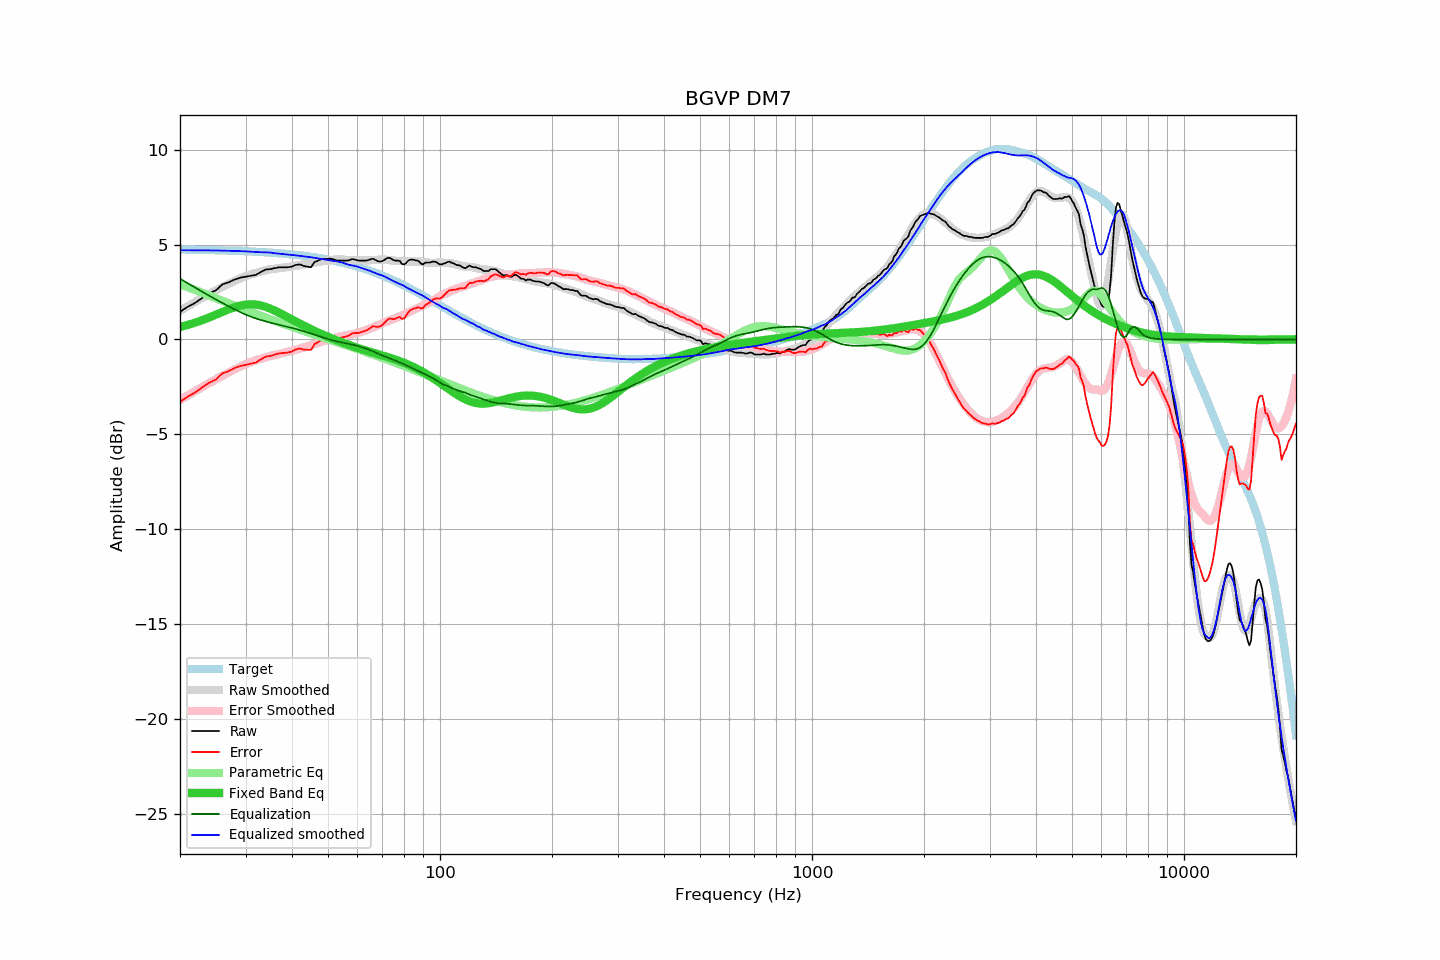 BGVP DM7
10
5
0
−5
−10
−15
−20
−25
Amplitude (dBr)
Target
Raw Smoothed
Error Smoothed
Raw
Error
Parametric Eq
Fixed Band Eq
Equalization
Equalized smoothed
100
1000
10000
Frequency (Hz)